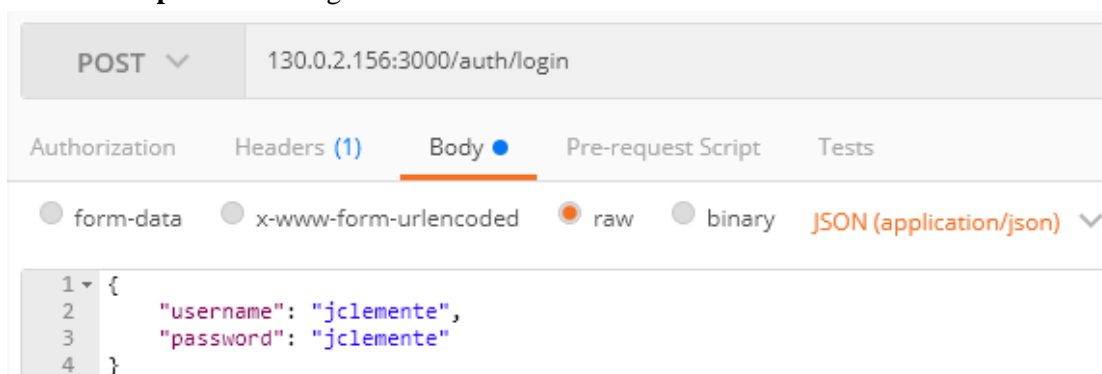 POST 130.0.2.156:3000/auth/login
Authorization Headers (1) Body Pre-request Script Tests
form-data x-www-form-urlencoded raw binary JSON (application/json)
1 {
2 "username": "jclemente",
3 "password": "jclemente"
4 }